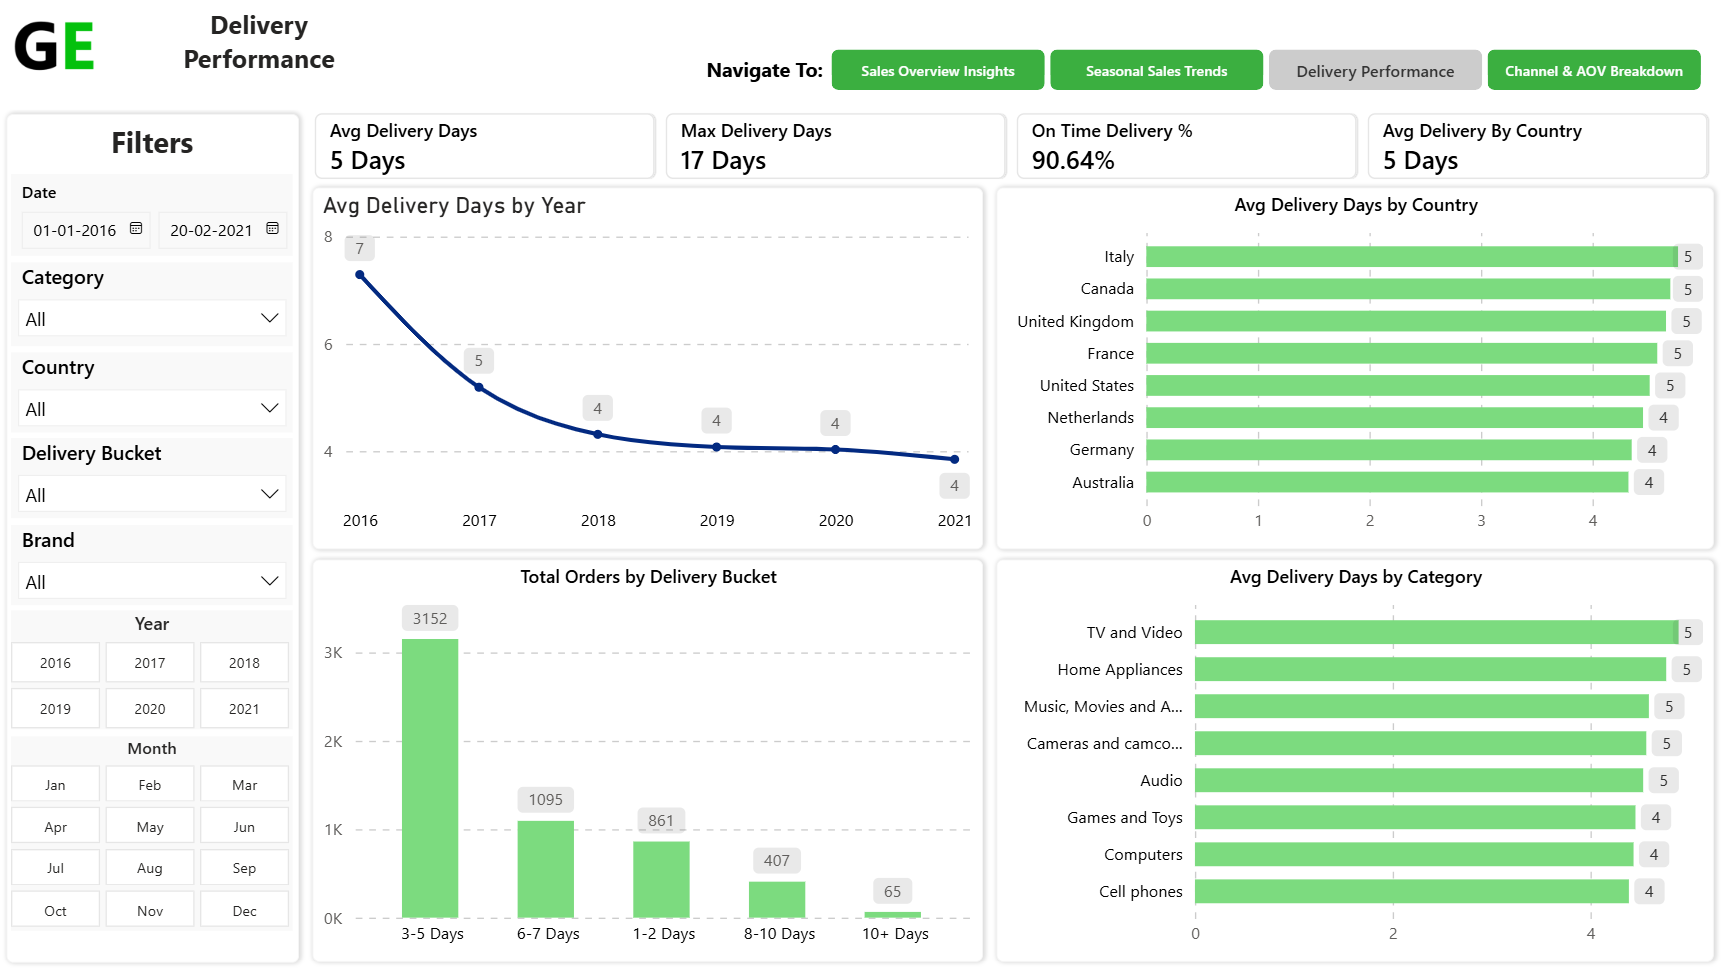 GE
Delivery
Performance
Navigate To:
Sales Overview Insights
Seasonal Sales Trends
Delivery Performance
Channel & AOV Breakdown
Filters
Date
01-01-2016
20-02-2021
Category
All
Country
All
Delivery Bucket
All
Brand
All
Year
2016 2017 2018
2019 2020 2021
Month
Jan Feb Mar
Apr May Jun
Jul Aug Sep
Oct Nov Dec
Avg Delivery Days
5 Days
Max Delivery Days
17 Days
On Time Delivery %
90.64%
Avg Delivery By Country
5 Days
Avg Delivery Days by Year
8
6
4
7
5
4
4
4
4
2016 2017 2018 2019 2020 2021
Avg Delivery Days by Country
Italy 5
Canada 5
United Kingdom 5
France 5
United States 5
Netherlands 4
Germany 4
Australia 4
0 1 2 3 4
Total Orders by Delivery Bucket
3K
2K
1K
0K
3152
1095
861
407
65
3-5 Days 6-7 Days 1-2 Days 8-10 Days 10+ Days
Avg Delivery Days by Category
TV and Video 5
Home Appliances 5
Music, Movies and A... 5
Cameras and camco... 5
Audio 5
Games and Toys 4
Computers 4
Cell phones 4
0 2 4